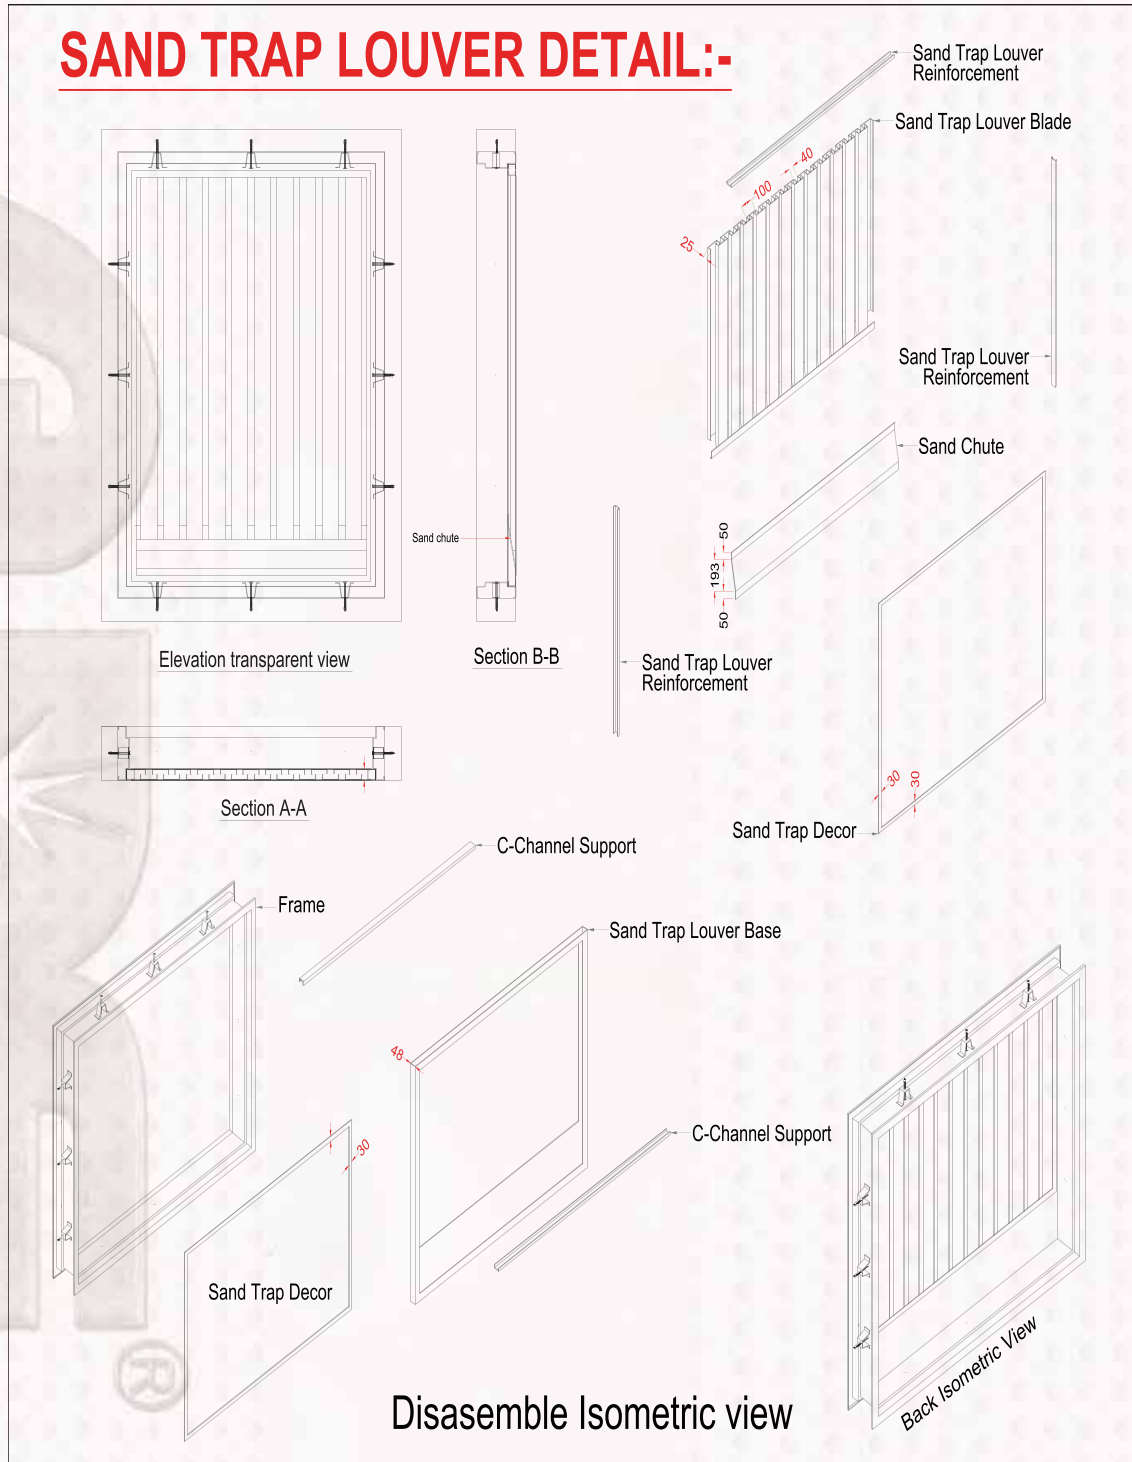 SAND TRAP LOUVER DETAIL:-
Sand Trap Louver
Reinforcement
Sand Trap Louver Blade
40
100
25
Sand Trap Louver
Reinforcement
Sand Chute
50
193
50
Sand chute
Elevation transparent view
Section B-B
Sand Trap Louver
Reinforcement
30
30
Sand Trap Decor
Section A-A
C-Channel Support
Frame
Sand Trap Louver Base
48
C-Channel Support
30
Sand Trap Decor
Back Isometric View
Disasemble Isometric view
®